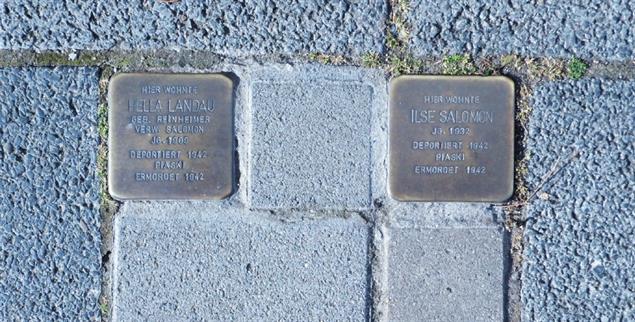 HIER WOHNTE
HELLA LANDAU
GEB. REINHEIMER
VERW. SALOMON
JG. 1909
DEPORTIERT 1942
PIASKI
ERMORDET 1942
HIER WOHNTE
ILSE SALOMON
JG. 1932
DEPORTIERT 1942
PIASKI
ERMORDET 1942